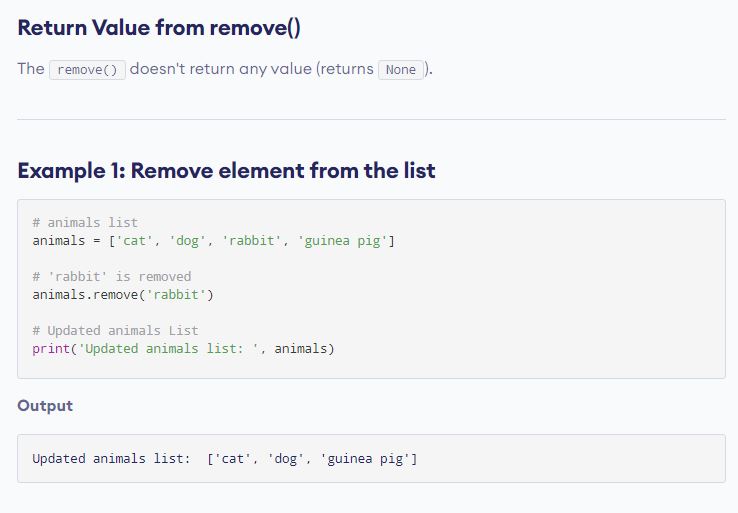 Return Value from remove()
The remove() doesn't return any value (returns None ).
Example 1: Remove element from the list
# animals list
animals = ['cat', 'dog', 'rabbit', 'guinea pig']
# 'rabbit' is removed
animals.remove('rabbit')
# Updated animals List
print('Updated animals list: ', animals)
Output
Updated animals list:  ['cat', 'dog', 'guinea pig']